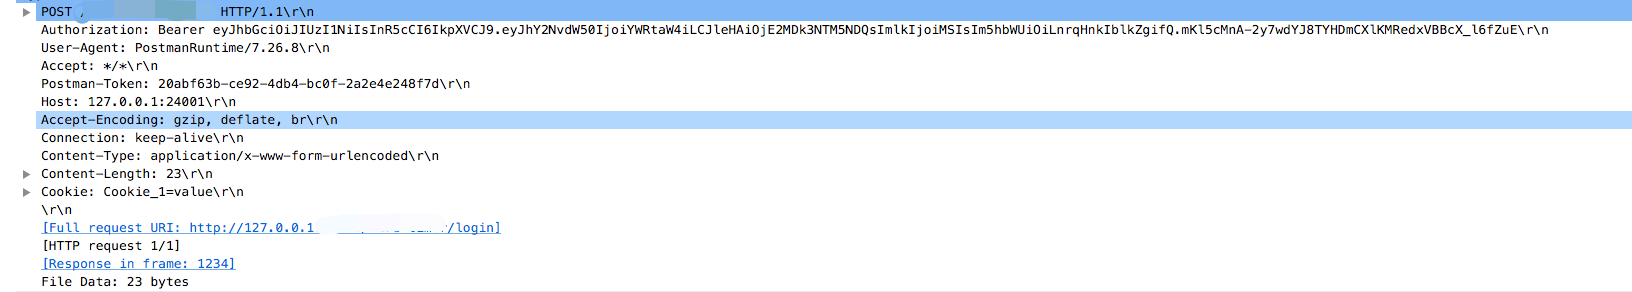 POST / HTTP/1.1\r\n
Authorization: Bearer eyJhbGciOiJIUzI1NiIsInR5cCI6IkpXVCJ9.eyJhY2NvdW50IjoiYWRtaW4iLCJleHAiOjE2MDk3NTM5NDQsImlkIjoiMSIsIm5hbWUiOiLnrqHnkIblkZgifQ.mKl5cMnA-2y7wdYJ8TYHDmCXlKMRedxVBBcX_l6fZuE\r\n
User-Agent: PostmanRuntime/7.26.8\r\n
Accept: */*\r\n
Postman-Token: 20abf63b-ce92-4db4-bc0f-2a2e4e248f7d\r\n
Host: 127.0.0.1:24001\r\n
Accept-Encoding: gzip, deflate, br\r\n
Connection: keep-alive\r\n
Content-Type: application/x-www-form-urlencoded\r\n
Content-Length: 23\r\n
Cookie: Cookie_1=value\r\n
\r\n
[Full request URI: http://127.0.0.1 /login]
[HTTP request 1/1]
[Response in frame: 1234]
File Data: 23 bytes